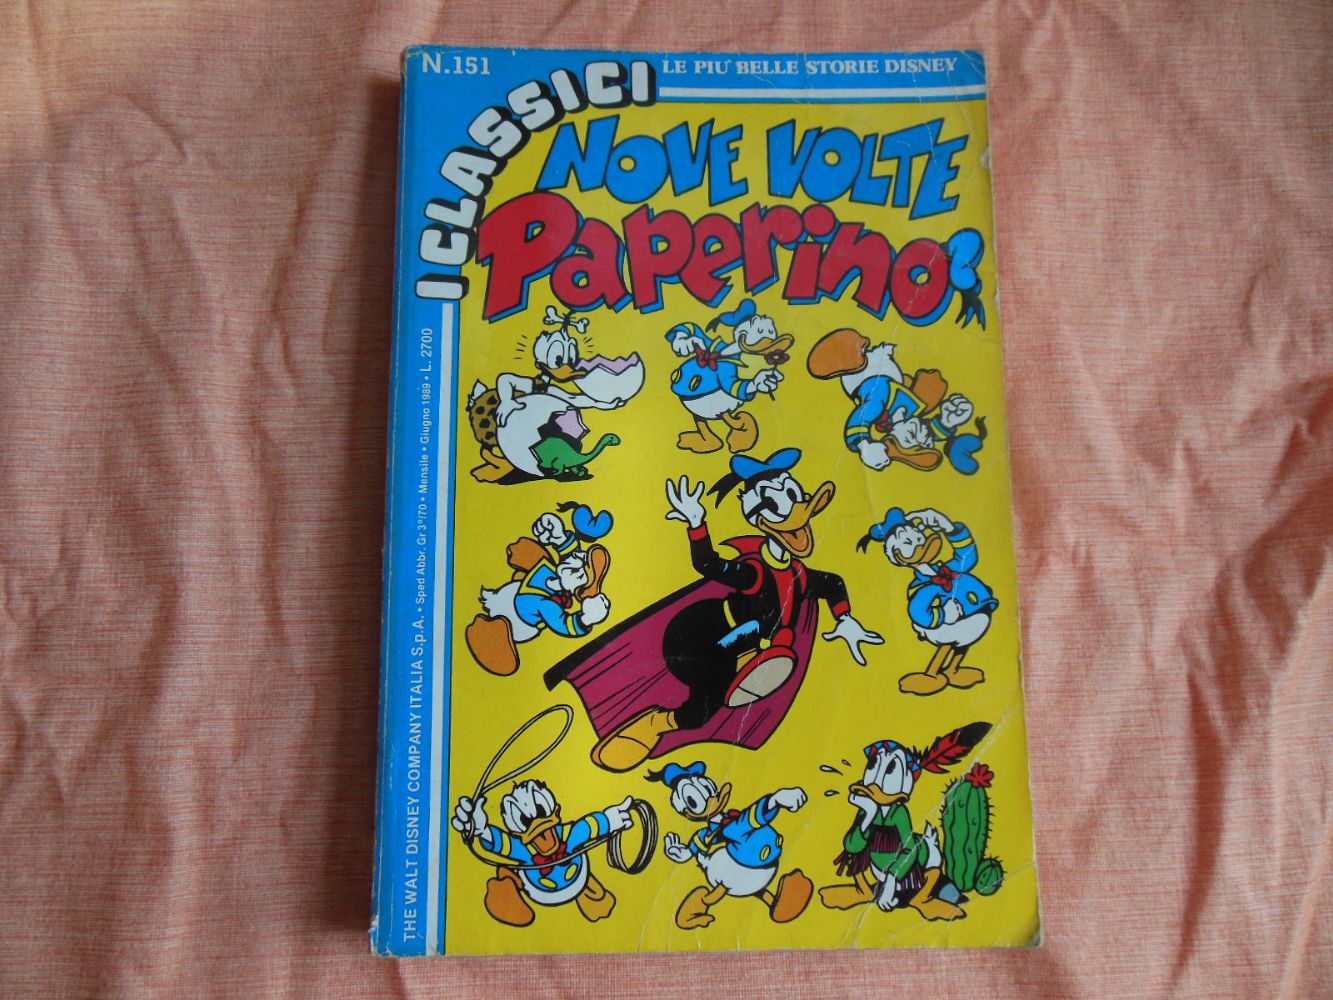 N.151
I CLASSICI
LE PIU' BELLE STORIE DISNEY
NOVE VOLTE
Paperino
THE WALT DISNEY COMPANY ITALIA S.p.A. • Sped Abbr. Gr 3°/70 • Mensile • Giugno 1989 • L. 2700